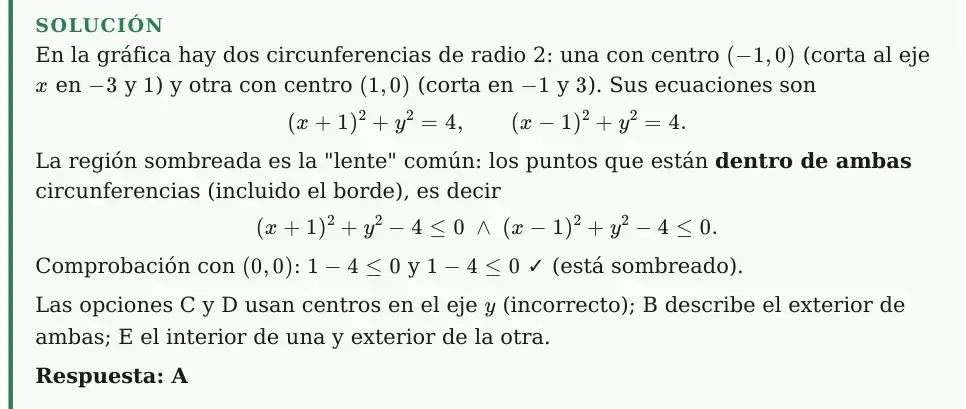 SOLUCIÓN
En la gráfica hay dos circunferencias de radio 2: una con centro (−1, 0) (corta al eje
x en −3 y 1) y otra con centro (1, 0) (corta en −1 y 3). Sus ecuaciones son
(x + 1)² + y² = 4,  (x − 1)² + y² = 4.
La región sombreada es la "lente" común: los puntos que están dentro de ambas
circunferencias (incluido el borde), es decir
(x + 1)² + y² − 4 ≤ 0 ∧ (x − 1)² + y² − 4 ≤ 0.
Comprobación con (0, 0): 1 − 4 ≤ 0 y 1 − 4 ≤ 0 ✓ (está sombreado).
Las opciones C y D usan centros en el eje y (incorrecto); B describe el exterior de
ambas; E el interior de una y exterior de la otra.
Respuesta: A